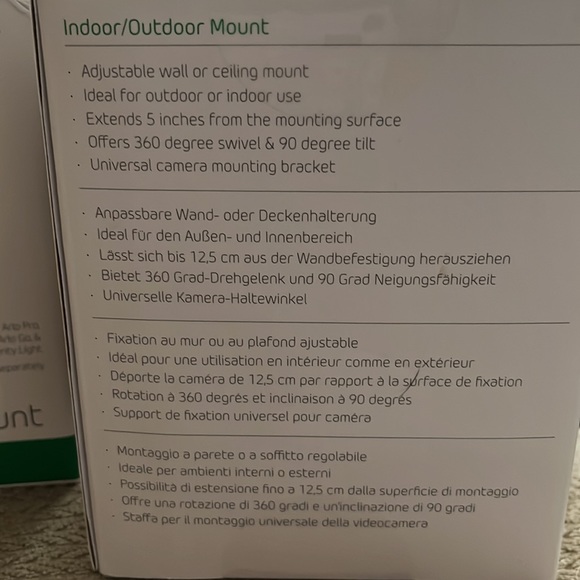 Indoor/Outdoor Mount
· Adjustable wall or ceiling mount
· Ideal for outdoor or indoor use
· Extends 5 inches from the mounting surface
· Offers 360 degree swivel & 90 degree tilt
· Universal camera mounting bracket
· Anpassbare Wand- oder Deckenhalterung
· Ideal für den Außen- und Innenbereich
· Lässt sich bis 12,5 cm aus der Wandbefestigung herausziehen
· Bietet 360 Grad-Drehgelenk und 90 Grad Neigungsfähigkeit
· Universelle Kamera-Haltewinkel
· Fixation au mur ou au plafond ajustable
· Idéal pour une utilisation en intérieur comme en extérieur
· Déporte la caméra de 12,5 cm par rapport à la surface de fixation
· Rotation à 360 degrés et inclinaison à 90 degrés
· Support de fixation universel pour caméra
· Montaggio a parete o a soffitto regolabile
· Ideale per ambienti interni o esterni
· Possibilità di estensione fino a 12,5 cm dalla superficie di montaggio
· Offre una rotazione di 360 gradi e un'inclinazione di 90 gradi
· Staffa per il montaggio universale della videocamera
Arlo Pro,
Arlo Go &
rity Light.
eparately
unt